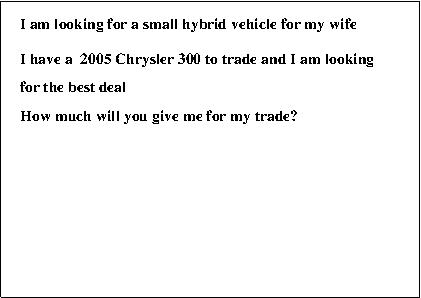 I am looking for a small hybrid vehicle for my wife
I have a  2005 Chrysler 300 to trade and I am looking
for the best deal
How much will you give me for my trade?